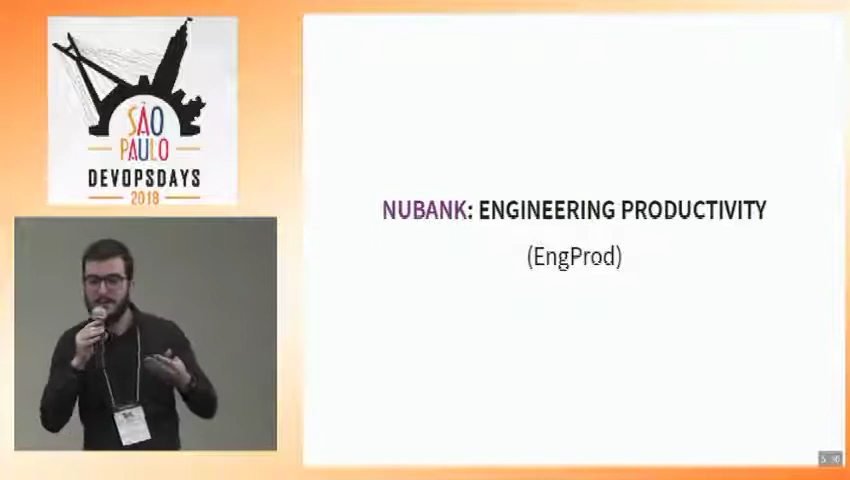 SÃO
PAULO
DEVOPSDAYS
2018
NUBANK: ENGINEERING PRODUCTIVITY
(EngProd)